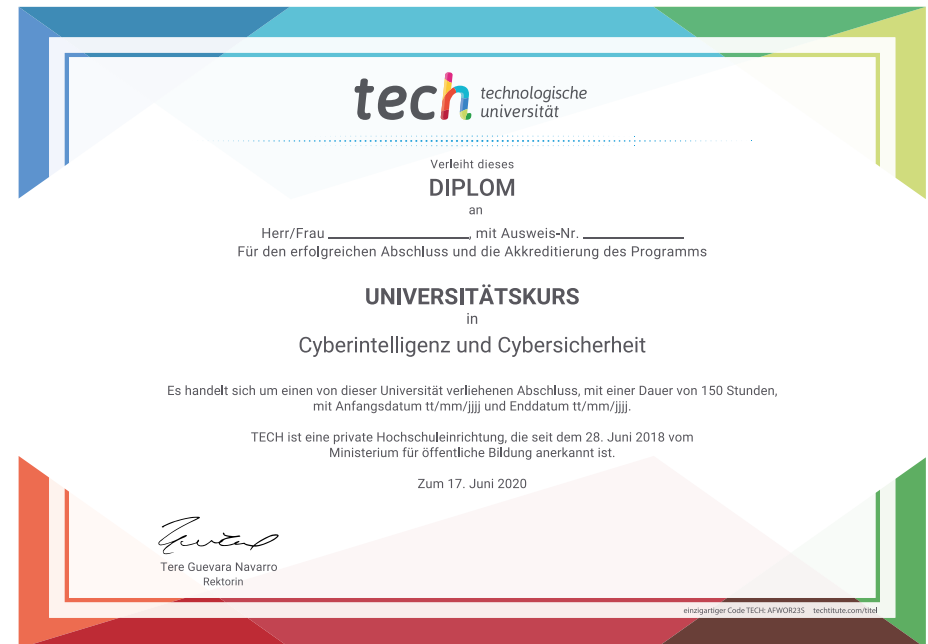 tech technologische
universität
Verleiht dieses
DIPLOM
an
Herr/Frau ____________________, mit Ausweis-Nr. ______________
Für den erfolgreichen Abschluss und die Akkreditierung des Programms
UNIVERSITÄTSKURS
in
Cyberintelligenz und Cybersicherheit
Es handelt sich um einen von dieser Universität verliehenen Abschluss, mit einer Dauer von 150 Stunden,
mit Anfangsdatum tt/mm/jjjj und Enddatum tt/mm/jjjj.
TECH ist eine private Hochschuleinrichtung, die seit dem 28. Juni 2018 vom
Ministerium für öffentliche Bildung anerkannt ist.
Zum 17. Juni 2020
Tere Guevara Navarro
Rektorin
einzigartiger Code TECH: AFWOR235 techtitute.com/titel